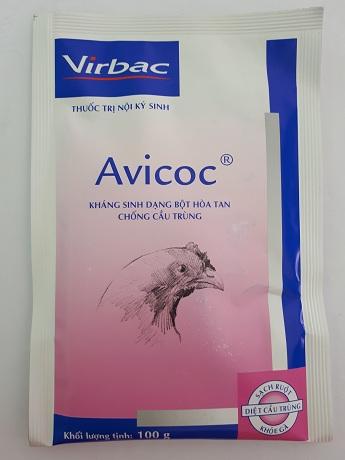 Virbac
THUỐC TRỊ NỘI KÝ SINH
Avicoc®
KHÁNG SINH DẠNG BỘT HÒA TAN
CHỐNG CẦU TRÙNG
SẠCH RUỘT
DIỆT CẦU TRÙNG
KHỎE GÀ
Khối lượng tịnh: 100 g